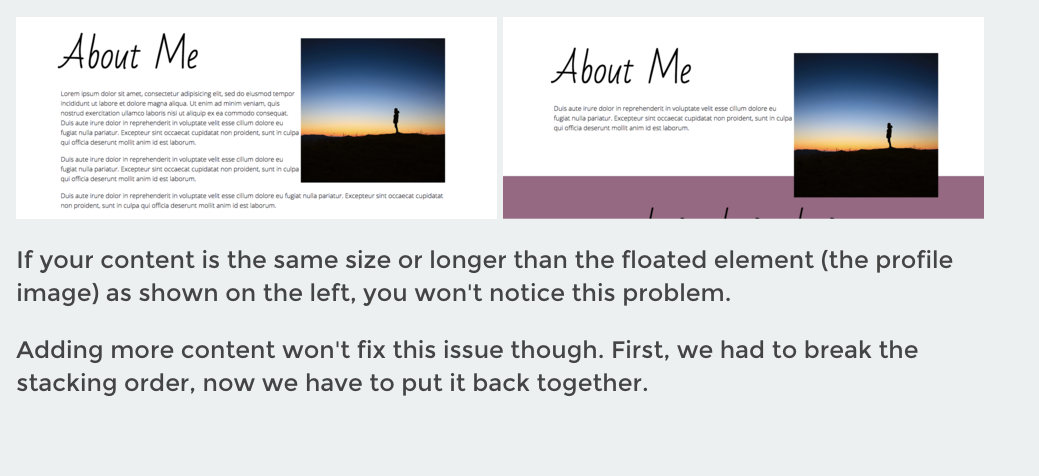 About Me
Lorem ipsum dolor sit amet, consectetur adipisicing elit, sed do eiusmod tempor
incididunt ut labore et dolore magna aliqua. Ut enim ad minim veniam, quis
nostrud exercitation ullamco laboris nisi ut aliquip ex ea commodo consequat.
Duis aute irure dolor in reprehenderit in voluptate velit esse cillum dolore eu
fugiat nulla pariatur. Excepteur sint occaecat cupidatat non proident, sunt in culpa
qui officia deserunt mollit anim id est laborum.
Duis aute irure dolor in reprehenderit in voluptate velit esse cillum dolore eu
fugiat nulla pariatur. Excepteur sint occaecat cupidatat non proident, sunt in culpa
qui officia deserunt mollit anim id est laborum.
Duis aute irure dolor in reprehenderit in voluptate velit esse cillum dolore eu fugiat nulla pariatur. Excepteur sint occaecat cupidatat
non proident, sunt in culpa qui officia deserunt mollit anim id est laborum.
About Me
Duis aute irure dolor in reprehenderit in voluptate velit esse cillum dolore eu
fugiat nulla pariatur. Excepteur sint occaecat cupidatat non proident, sunt in culpa
qui officia deserunt mollit anim id est laborum.
If your content is the same size or longer than the floated element (the profile
image) as shown on the left, you won't notice this problem.
Adding more content won't fix this issue though. First, we had to break the
stacking order, now we have to put it back together.